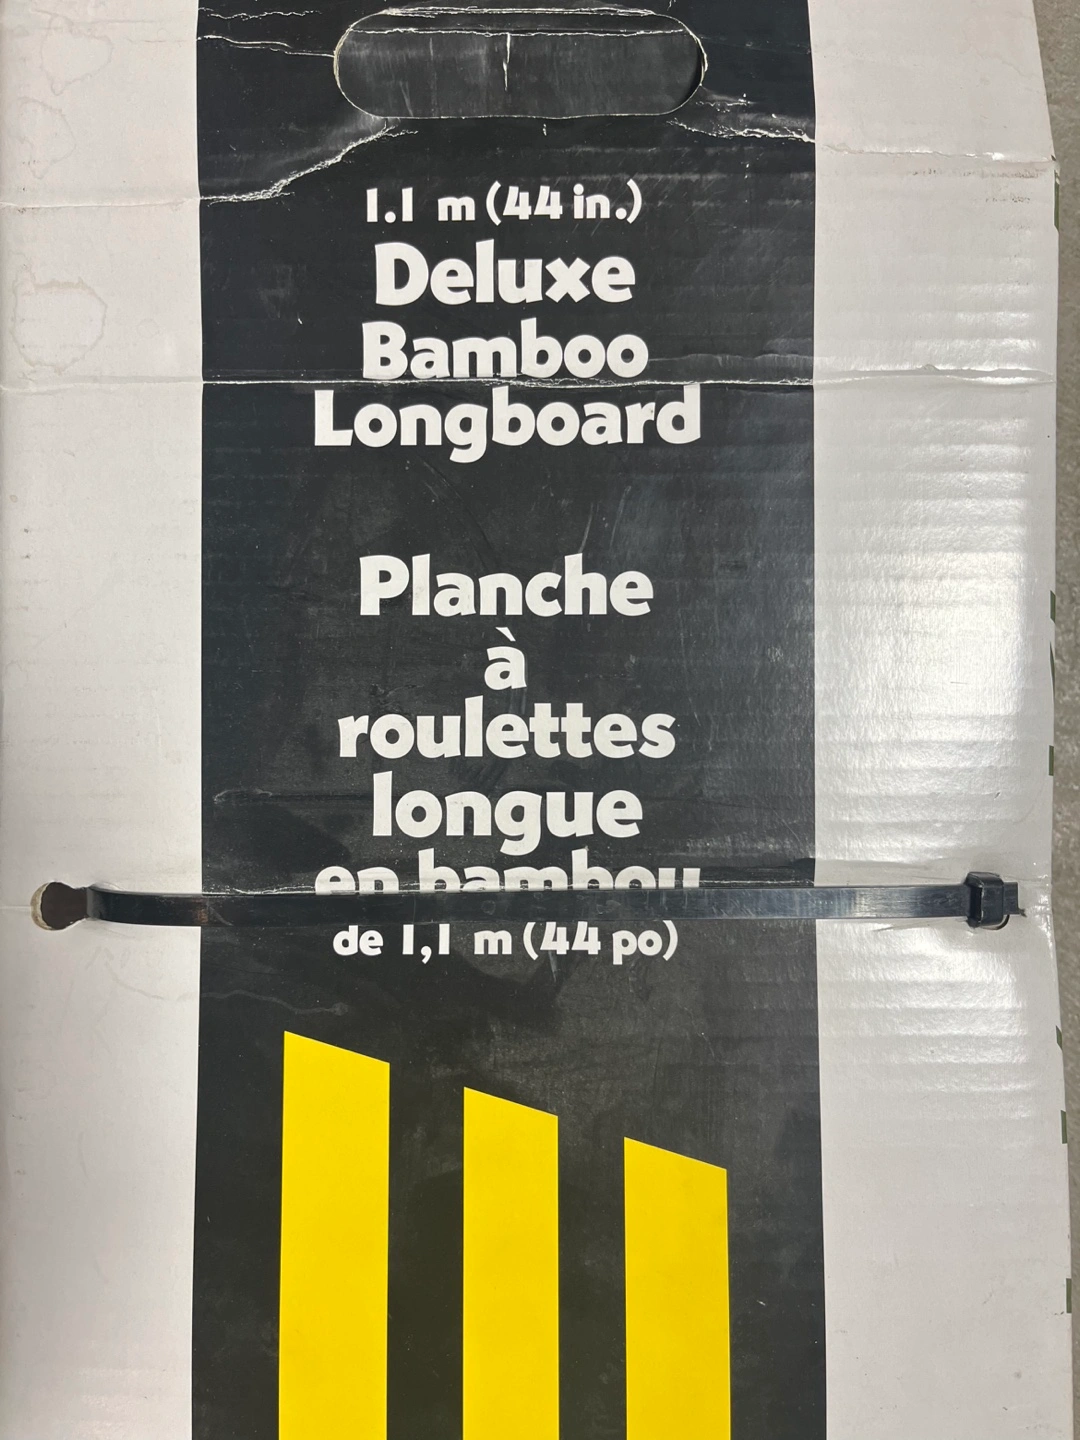 1.1 m (44 in.)
Deluxe
Bamboo
Longboard
Planche
à
roulettes
longue
en bambou
de 1,1 m (44 po)